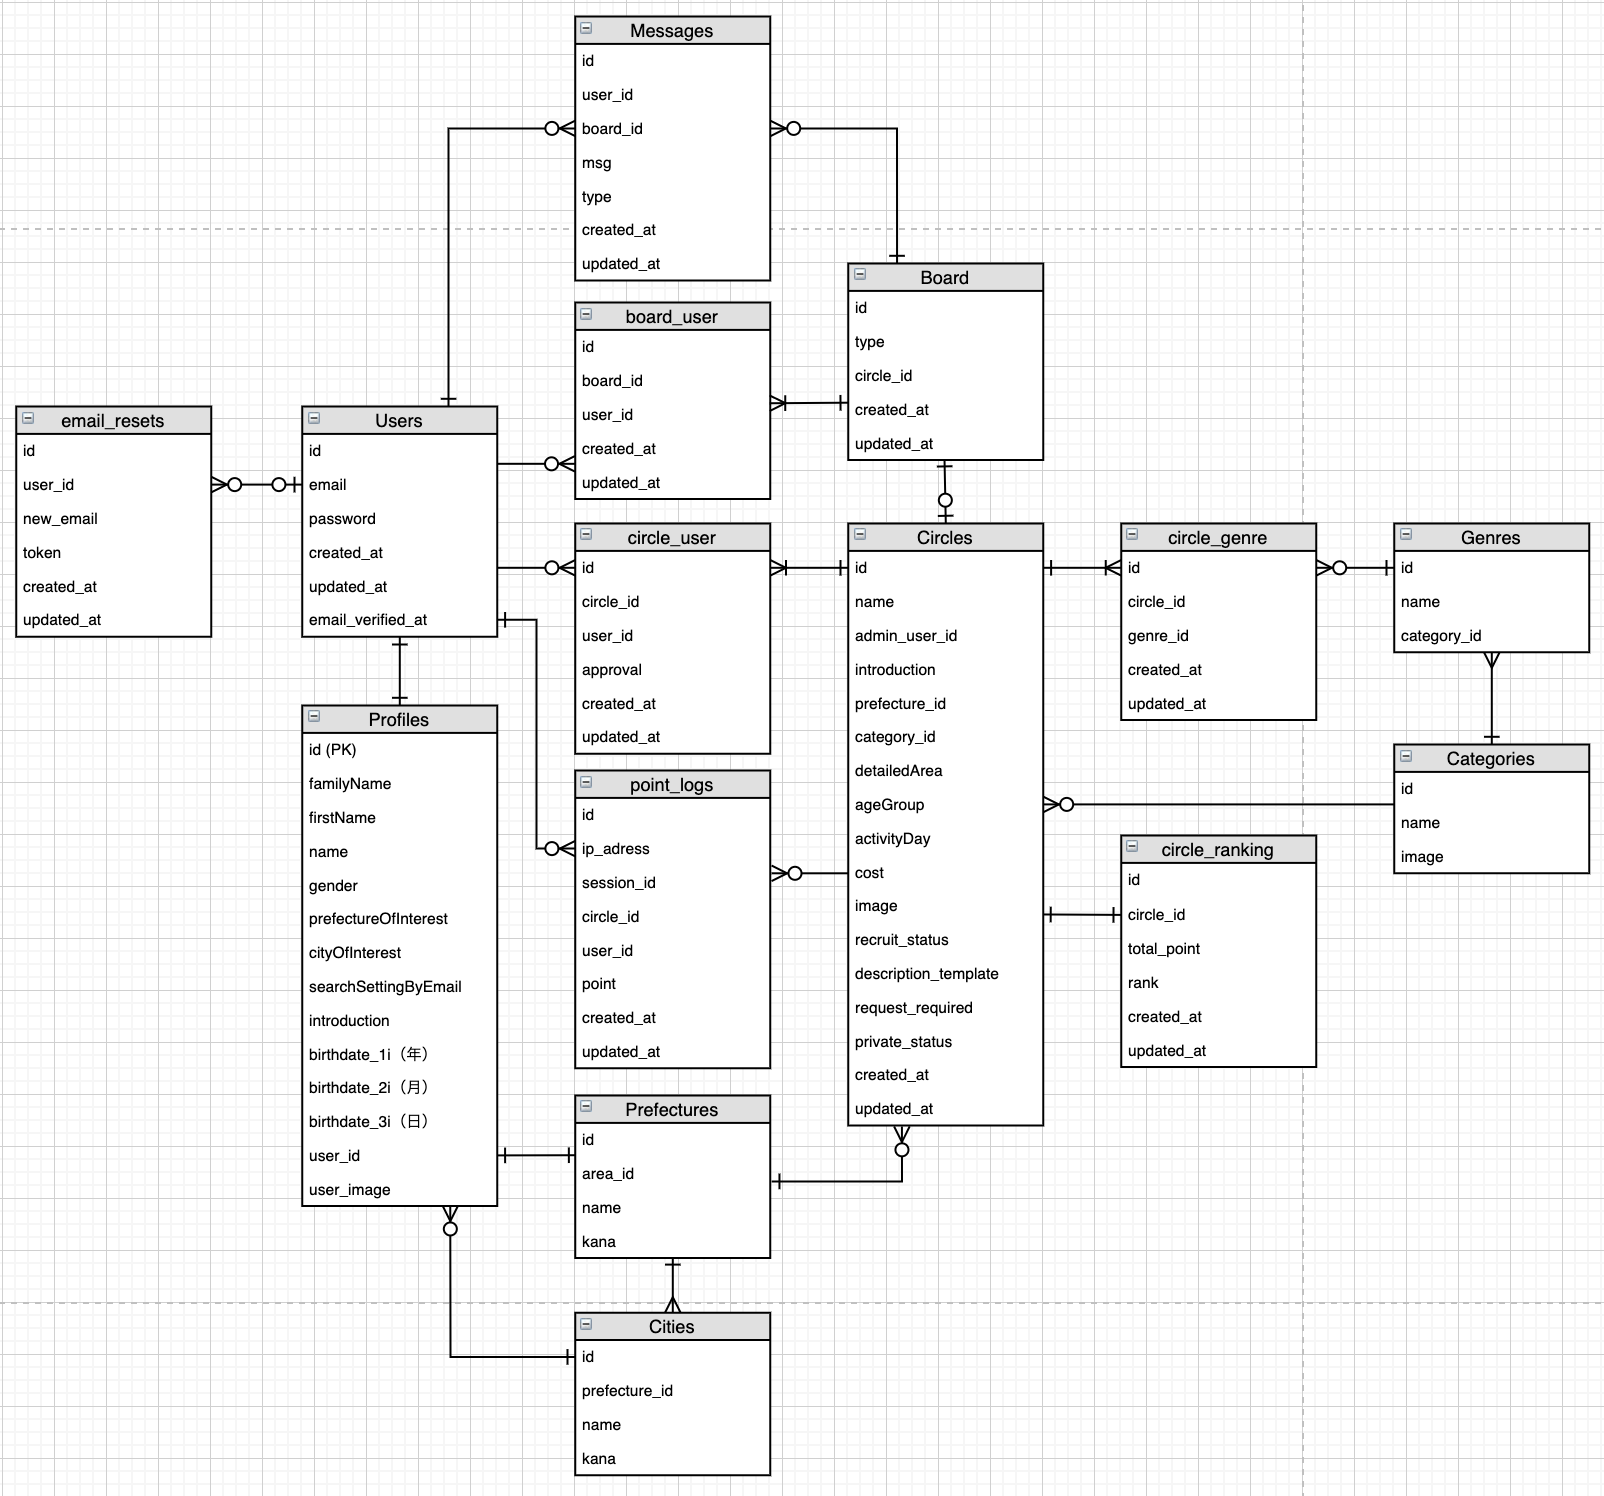 Messages
id
user_id
board_id
msg
type
created_at
updated_at
Board
id
type
circle_id
created_at
updated_at
board_user
id
board_id
user_id
created_at
updated_at
email_resets
id
user_id
new_email
token
created_at
updated_at
Users
id
email
password
created_at
updated_at
email_verified_at
circle_user
id
circle_id
user_id
approval
created_at
updated_at
Circles
id
name
admin_user_id
introduction
prefecture_id
category_id
detailedArea
ageGroup
activityDay
cost
image
recruit_status
description_template
request_required
private_status
created_at
updated_at
circle_genre
id
circle_id
genre_id
created_at
updated_at
Genres
id
name
category_id
Profiles
id (PK)
familyName
firstName
name
gender
prefectureOfInterest
cityOfInterest
searchSettingByEmail
introduction
birthdate_1i（年）
birthdate_2i（月）
birthdate_3i（日）
user_id
user_image
point_logs
id
ip_adress
session_id
circle_id
user_id
point
created_at
updated_at
Categories
id
name
image
circle_ranking
id
circle_id
total_point
rank
created_at
updated_at
Prefectures
id
area_id
name
kana
Cities
id
prefecture_id
name
kana